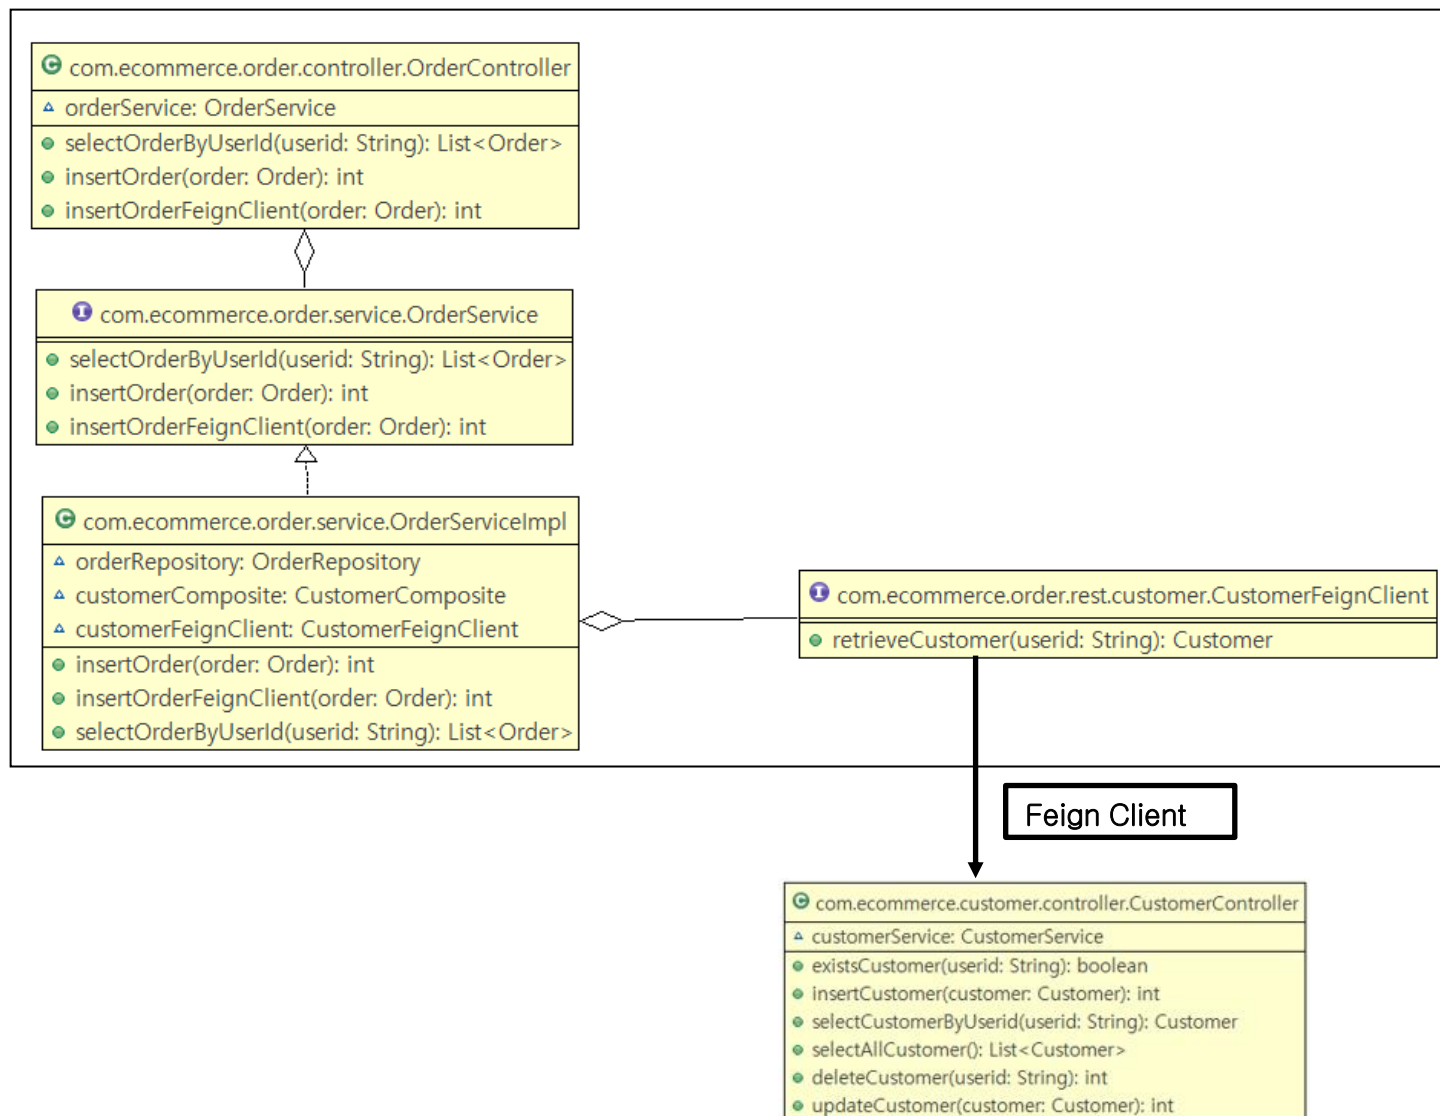 com.ecommerce.order.controller.OrderController
orderService: OrderService
selectOrderByUserId(userid: String): List<Order>
insertOrder(order: Order): int
insertOrderFeignClient(order: Order): int
com.ecommerce.order.service.OrderService
selectOrderByUserId(userid: String): List<Order>
insertOrder(order: Order): int
insertOrderFeignClient(order: Order): int
com.ecommerce.order.service.OrderServiceImpl
orderRepository: OrderRepository
customerComposite: CustomerComposite
customerFeignClient: CustomerFeignClient
insertOrder(order: Order): int
insertOrderFeignClient(order: Order): int
selectOrderByUserId(userid: String): List<Order>
com.ecommerce.order.rest.customer.CustomerFeignClient
retrieveCustomer(userid: String): Customer
Feign Client
com.ecommerce.customer.controller.CustomerController
customerService: CustomerService
existsCustomer(userid: String): boolean
insertCustomer(customer: Customer): int
selectCustomerByUserid(userid: String): Customer
selectAllCustomer(): List<Customer>
deleteCustomer(userid: String): int
updateCustomer(customer: Customer): int